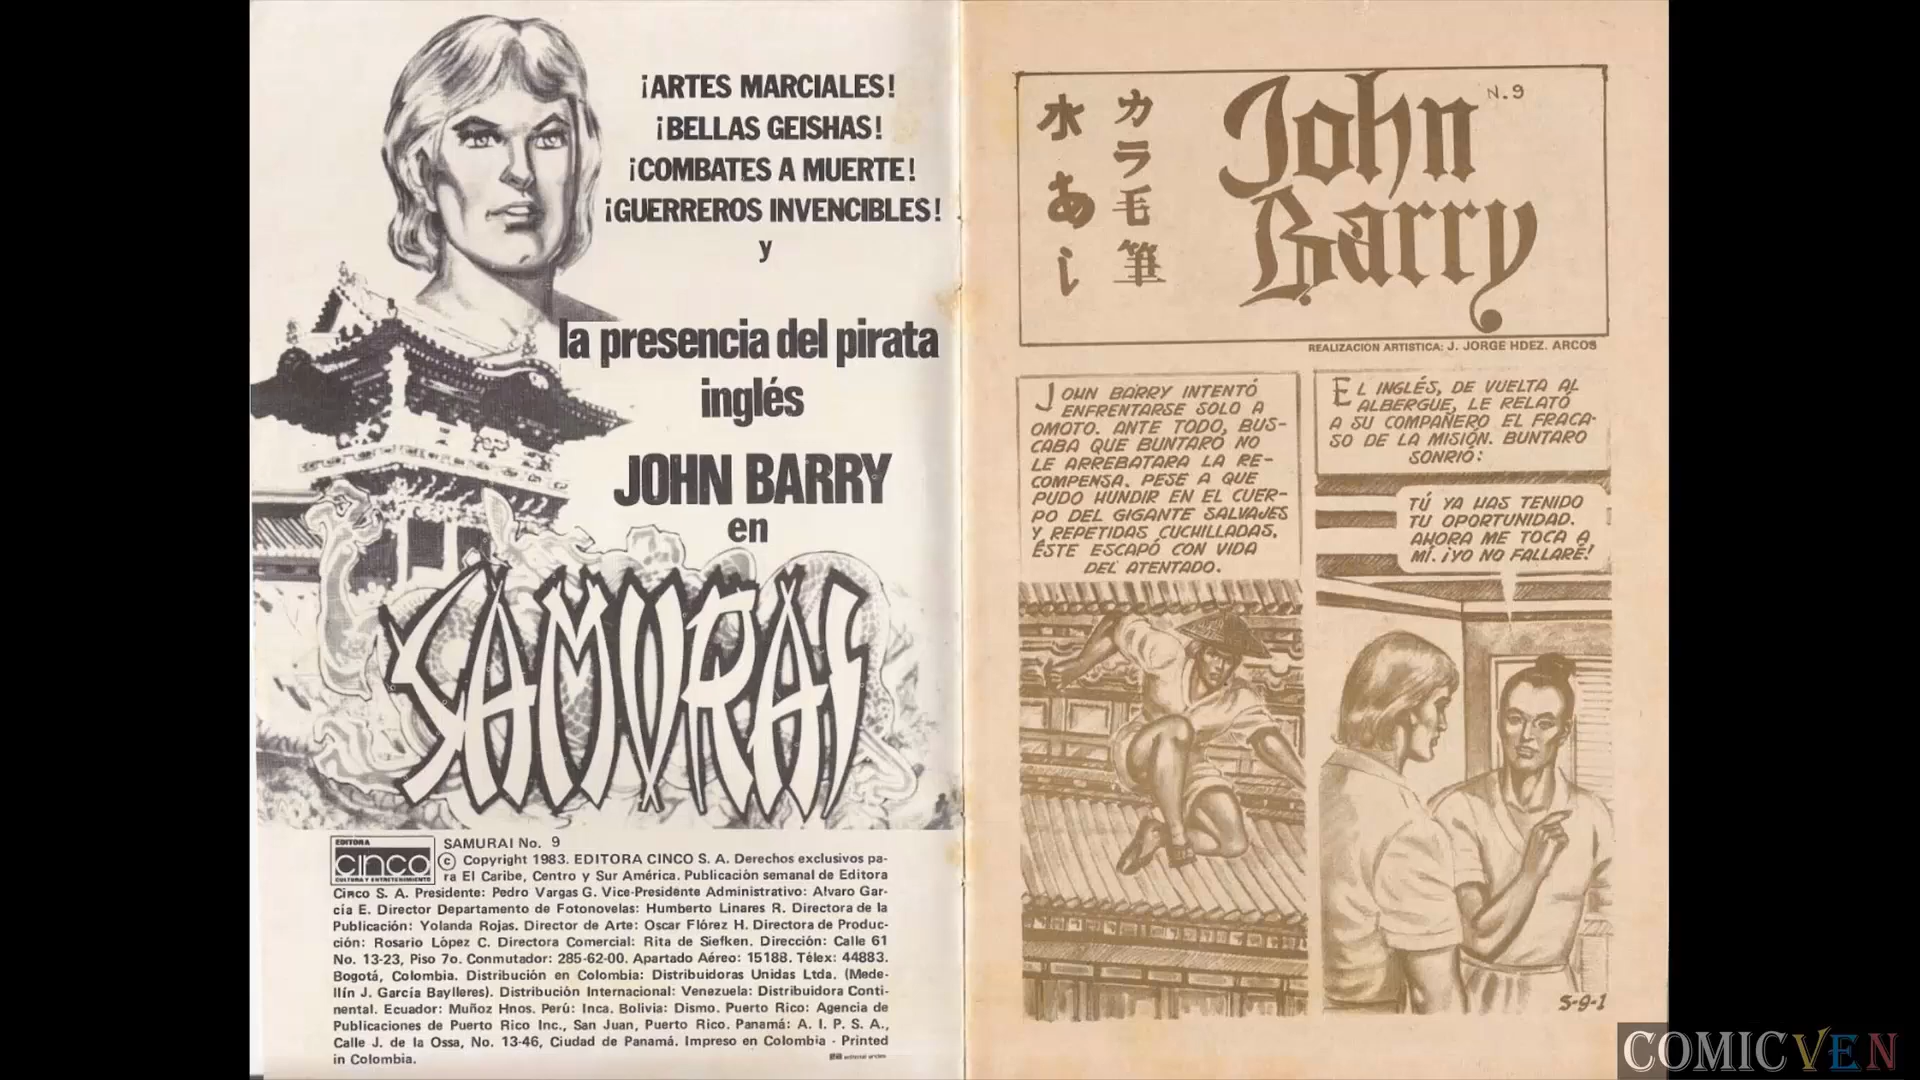 ¡ARTES MARCIALES!
¡BELLAS GEISHAS!
¡COMBATES A MUERTE!
¡GUERREROS INVENCIBLES!
y
la presencia del pirata
inglés
JOHN BARRY
en
SAMURAI
EDITORA
cinco
CULTURA Y ENTRETENIMIENTO
SAMURAI No. 9
© Copyright 1983. EDITORA CINCO S. A. Derechos exclusivos pa-
ra El Caribe, Centro y Sur América. Publicación semanal de Editora
Cinco S. A. Presidente: Pedro Vargas G. Vice-Presidente Administrativo: Alvaro Gar-
cía E. Director Departamento de Fotonovelas: Humberto Linares R. Directora de la
Publicación: Yolanda Rojas. Director de Arte: Oscar Flórez H. Directora de Produc-
ción: Rosario López C. Directora Comercial: Rita de Siefken. Dirección: Calle 61
No. 13-23, Piso 7o. Conmutador: 285-62-00. Apartado Aéreo: 15188. Télex: 44883.
Bogotá, Colombia. Distribución en Colombia: Distribuidoras Unidas Ltda. (Mede-
llín J. García Baylleres). Distribución Internacional: Venezuela: Distribuidora Conti-
nental. Ecuador: Muñoz Hnos. Perú: Inca. Bolivia: Dismo. Puerto Rico: Agencia de
Publicaciones de Puerto Rico Inc., San Juan, Puerto Rico. Panamá: A. I. P. S. A.,
Calle J. de la Ossa, No. 13-46, Ciudad de Panamá. Impreso en Colombia - Printed
in Colombia.
editorial andes
水あし
カラ毛筆
John
Barry
N.9
REALIZACION ARTISTICA: J. JORGE HDEZ. ARCOS
JOHN BARRY INTENTÓ
ENFRENTARSE SOLO A
OMOTO. ANTE TODO, BUS-
CABA QUE BUNTARO NO
LE ARREBATARA LA RE-
COMPENSA. PESE A QUE
PUDO HUNDIR EN EL CUER-
PO DEL GIGANTE SALVAJES
Y REPETIDAS CUCHILLADAS,
ÉSTE ESCAPÓ CON VIDA
DEL ATENTADO.
EL INGLÉS, DE VUELTA AL
ALBERGUE, LE RELATÓ
A SU COMPAÑERO EL FRACA-
SO DE LA MISIÓN. BUNTARO
SONRIÓ:
TÚ YA HAS TENIDO
TU OPORTUNIDAD.
AHORA ME TOCA A
MÍ. ¡YO NO FALLARÉ!
S-9-1
COMICVEN